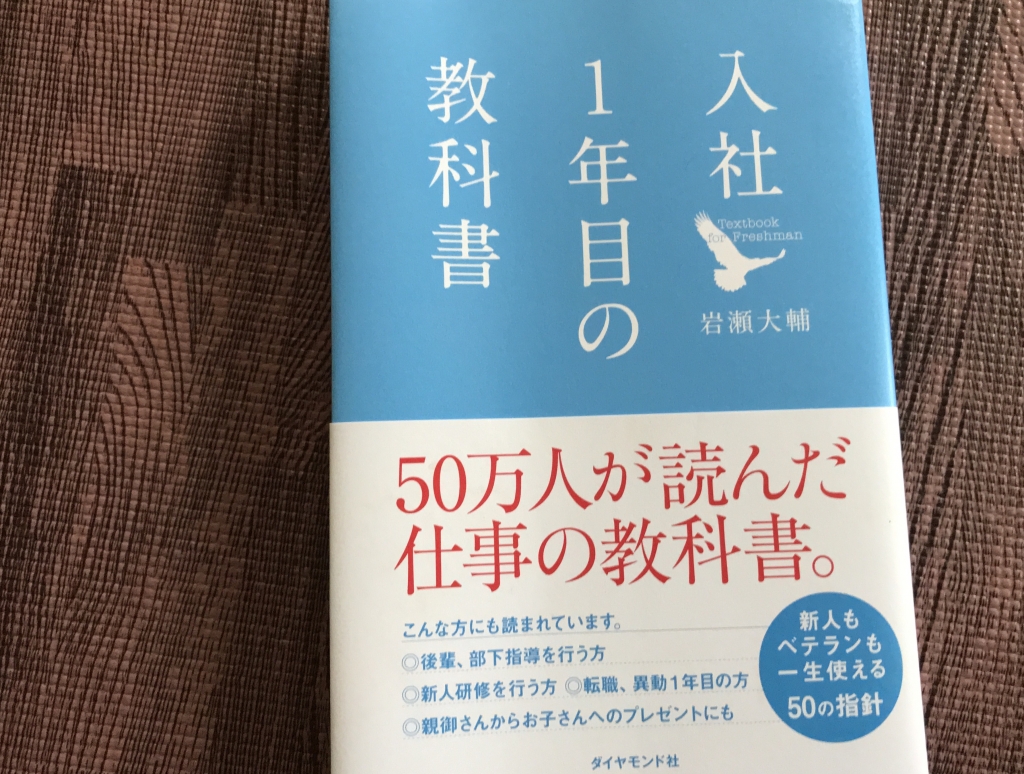 入社
1年目の
教科書
Textbook
for Freshman
岩瀬大輔
50万人が読んだ
仕事の教科書。
こんな方にも読まれています。
◎後輩、部下指導を行う方
◎新人研修を行う方 ◎転職、異動1年目の方
◎親御さんからお子さんへのプレゼントにも
新人も
ベテランも
一生使える
50の指針
ダイヤモンド社